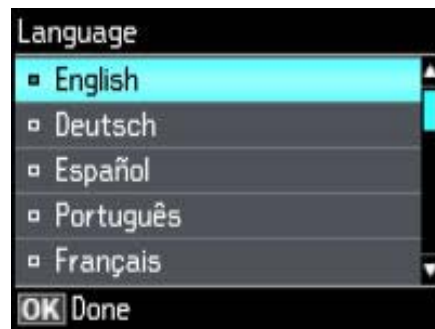 Language
English
Deutsch
Español
Português
Français
OK Done